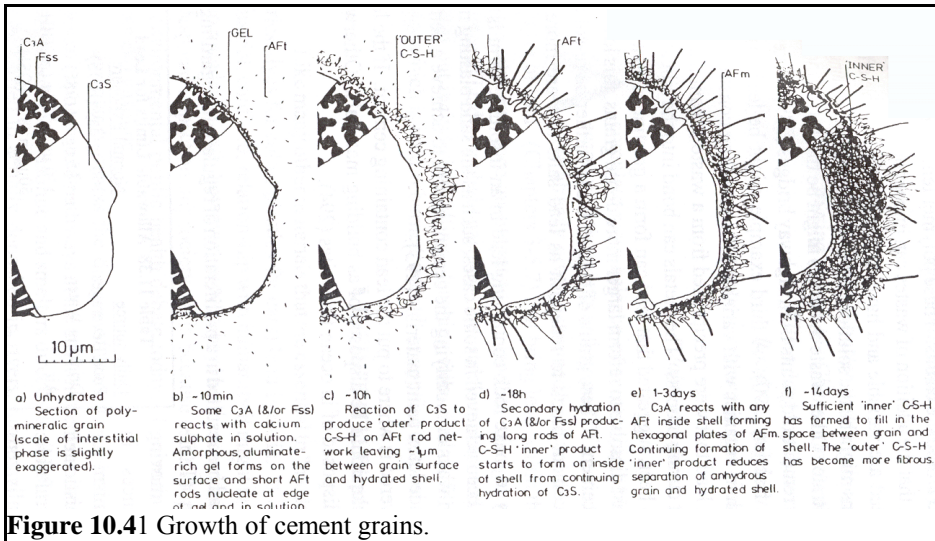 C3A
Fss
C3S
GEL
AFt
'OUTER'
C-S-H
AFt
AFm
'INNER'
C-S-H
10 µm
a) Unhydrated
Section of poly-
mineralic grain
(scale of interstitial
phase is slightly
exaggerated).
b) ~10min
Some C3A (&/or Fss)
reacts with calcium
sulphate in solution.
Amorphous, aluminate-
rich gel forms on the
surface and short AFt
rods nucleate at edge
of gel and in solution
c) ~10h
Reaction of C3S to
produce 'outer' product
C-S-H on AFt rod net-
work leaving ~1µm
between grain surface
and hydrated shell.
d) ~18h
Secondary hydration
of C3A (&/or Fss) produc-
ing long rods of AFt.
C-S-H 'inner' product
starts to form on inside
of shell from continuing
hydration of C3S.
e) 1-3days
C3A reacts with any
AFt inside shell forming
hexagonal plates of AFm.
Continuing formation of
'inner' product reduces
separation of anhydrous
grain and hydrated shell.
f) ~14days
Sufficient 'inner' C-S-H
has formed to fill in the
space between grain and
shell. The 'outer' C-S-H
has become more fibrous.
Figure 10.41 Growth of cement grains.